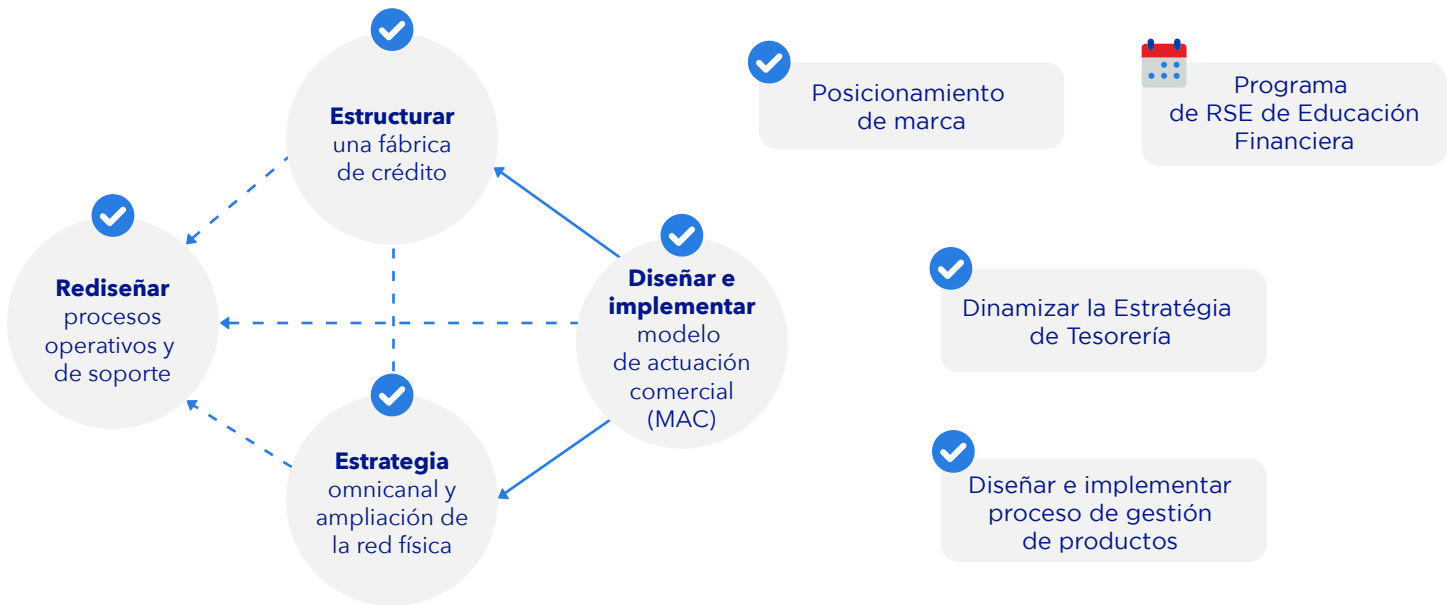 Estructurar
una fábrica
de crédito
Rediseñar
procesos
operativos y
de soporte
Diseñar e
implementar
modelo
de actuación
comercial
(MAC)
Estrategia
omnicanal y
ampliación de
la red física
Posicionamiento
de marca
Programa
de RSE de Educación
Financiera
Dinamizar la Estratégia
de Tesorería
Diseñar e implementar
proceso de gestión
de productos